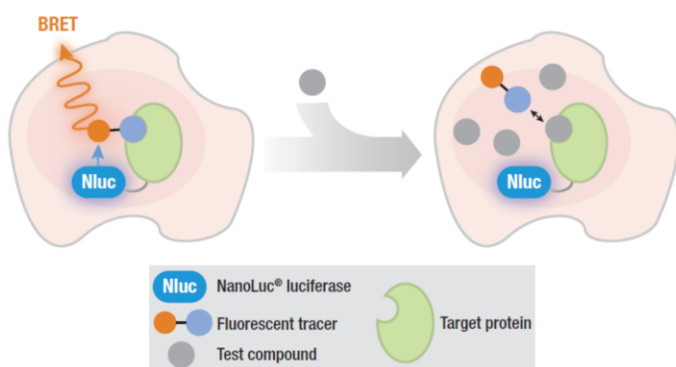 BRET
Nluc
Nluc
Nluc NanoLuc® luciferase
Fluorescent tracer
Target protein
Test compound